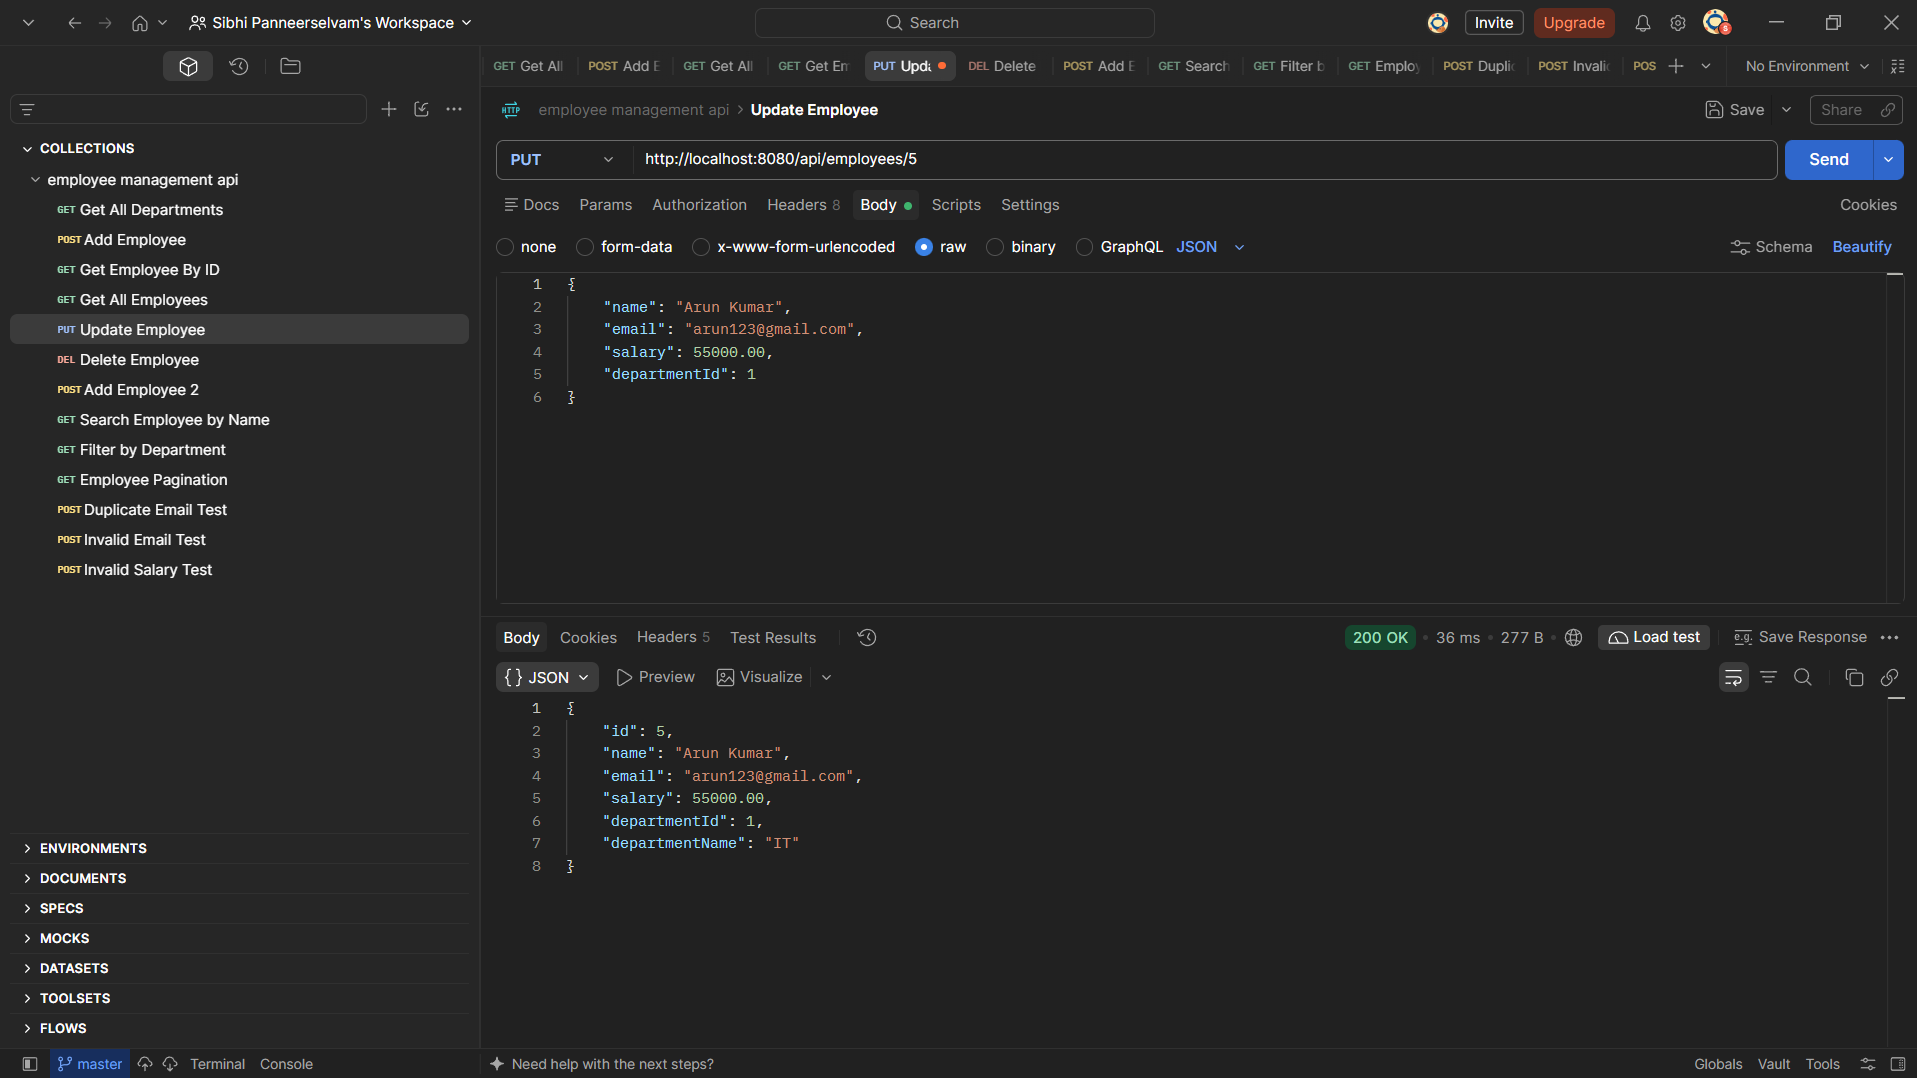 Sibhi Panneerselvam's Workspace
Search
Invite
Upgrade
GET Get All
POST Add E
GET Get All
GET Get Em
PUT Upda
DEL Delete
POST Add E
GET Search
GET Filter b
GET Employ
POST Duplic
POST Invalid
POS
No Environment
HTTP employee management api > Update Employee
Save
Share
COLLECTIONS
employee management api
GET Get All Departments
POST Add Employee
GET Get Employee By ID
GET Get All Employees
PUT Update Employee
DEL Delete Employee
POST Add Employee 2
GET Search Employee by Name
GET Filter by Department
GET Employee Pagination
POST Duplicate Email Test
POST Invalid Email Test
POST Invalid Salary Test
ENVIRONMENTS
DOCUMENTS
SPECS
MOCKS
DATASETS
TOOLSETS
FLOWS
PUT
http://localhost:8080/api/employees/5
Send
Docs Params Authorization Headers 8 Body Scripts Settings
Cookies
none form-data x-www-form-urlencoded raw binary GraphQL JSON
Schema Beautify
1 {
2 "name": "Arun Kumar",
3 "email": "arun123@gmail.com",
4 "salary": 55000.00,
5 "departmentId": 1
6 }
Body Cookies Headers 5 Test Results
200 OK • 36 ms • 277 B
Load test
e.g. Save Response
{} JSON Preview Visualize
1 {
2 "id": 5,
3 "name": "Arun Kumar",
4 "email": "arun123@gmail.com",
5 "salary": 55000.00,
6 "departmentId": 1,
7 "departmentName": "IT"
8 }
master Terminal Console
Need help with the next steps?
Globals Vault Tools